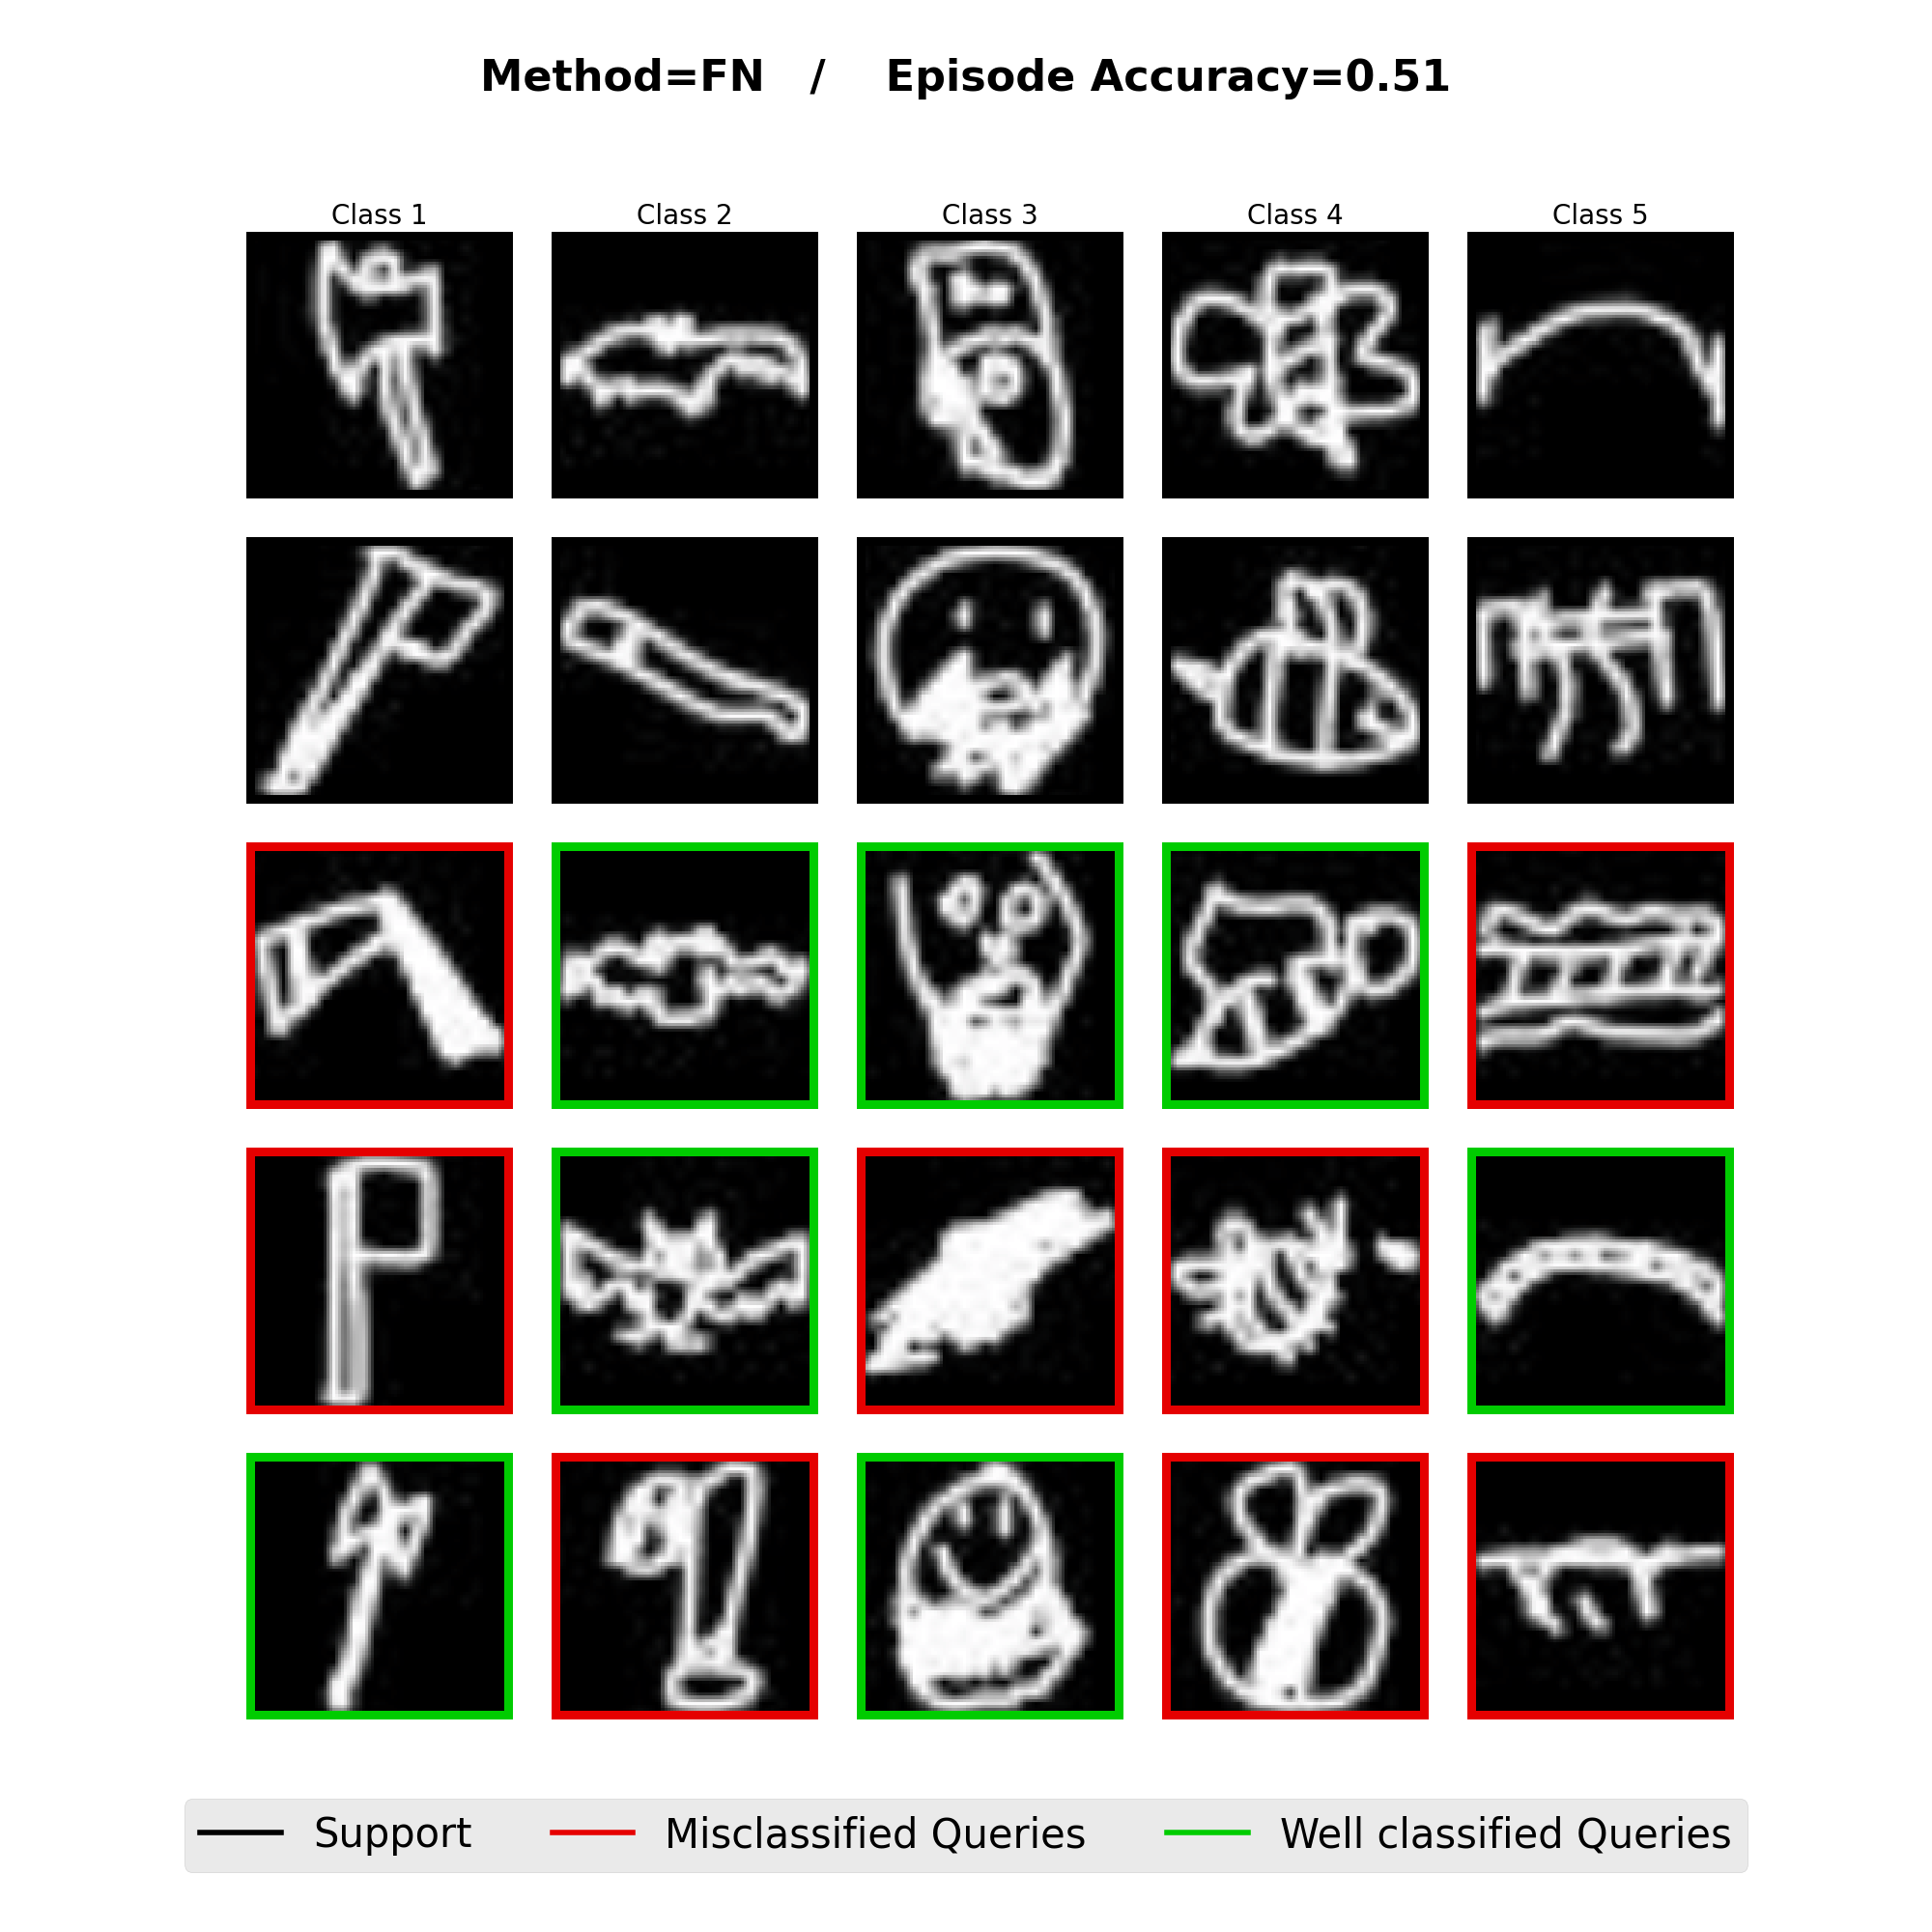 Method=FN / Episode Accuracy=0.51
Class 1 Class 2 Class 3 Class 4 Class 5
Support Misclassified Queries Well classified Queries